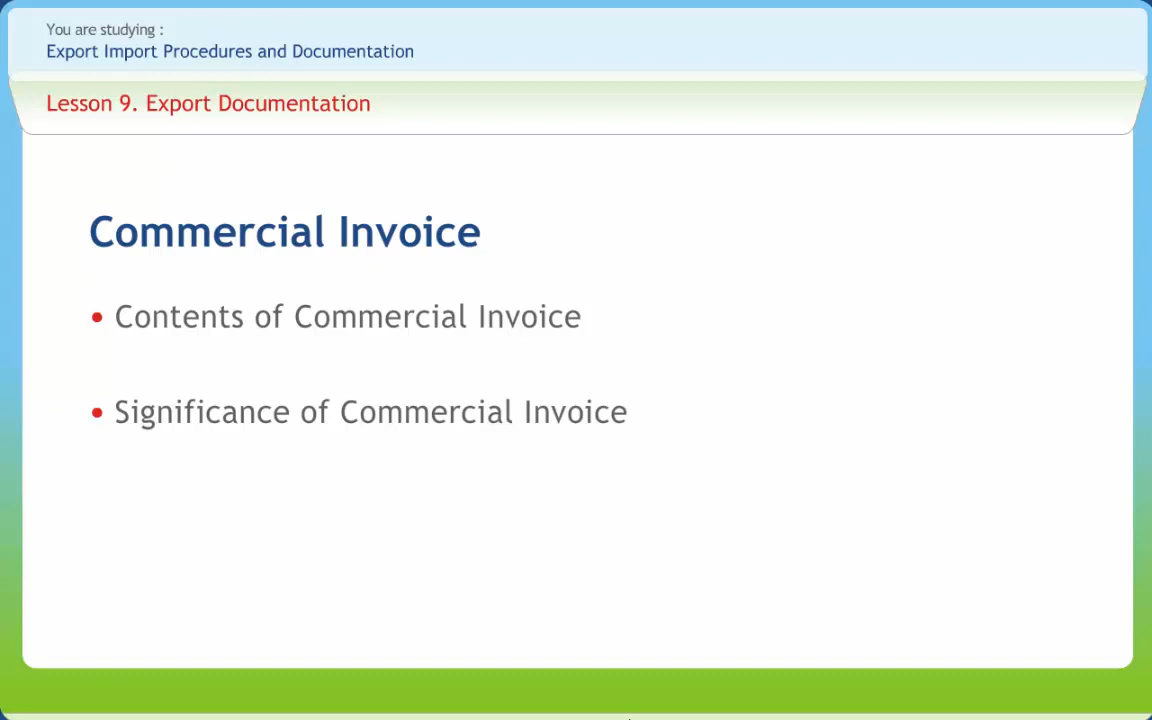 You are studying :
Export Import Procedures and Documentation
Lesson 9. Export Documentation
Commercial Invoice
• Contents of Commercial Invoice
• Significance of Commercial Invoice